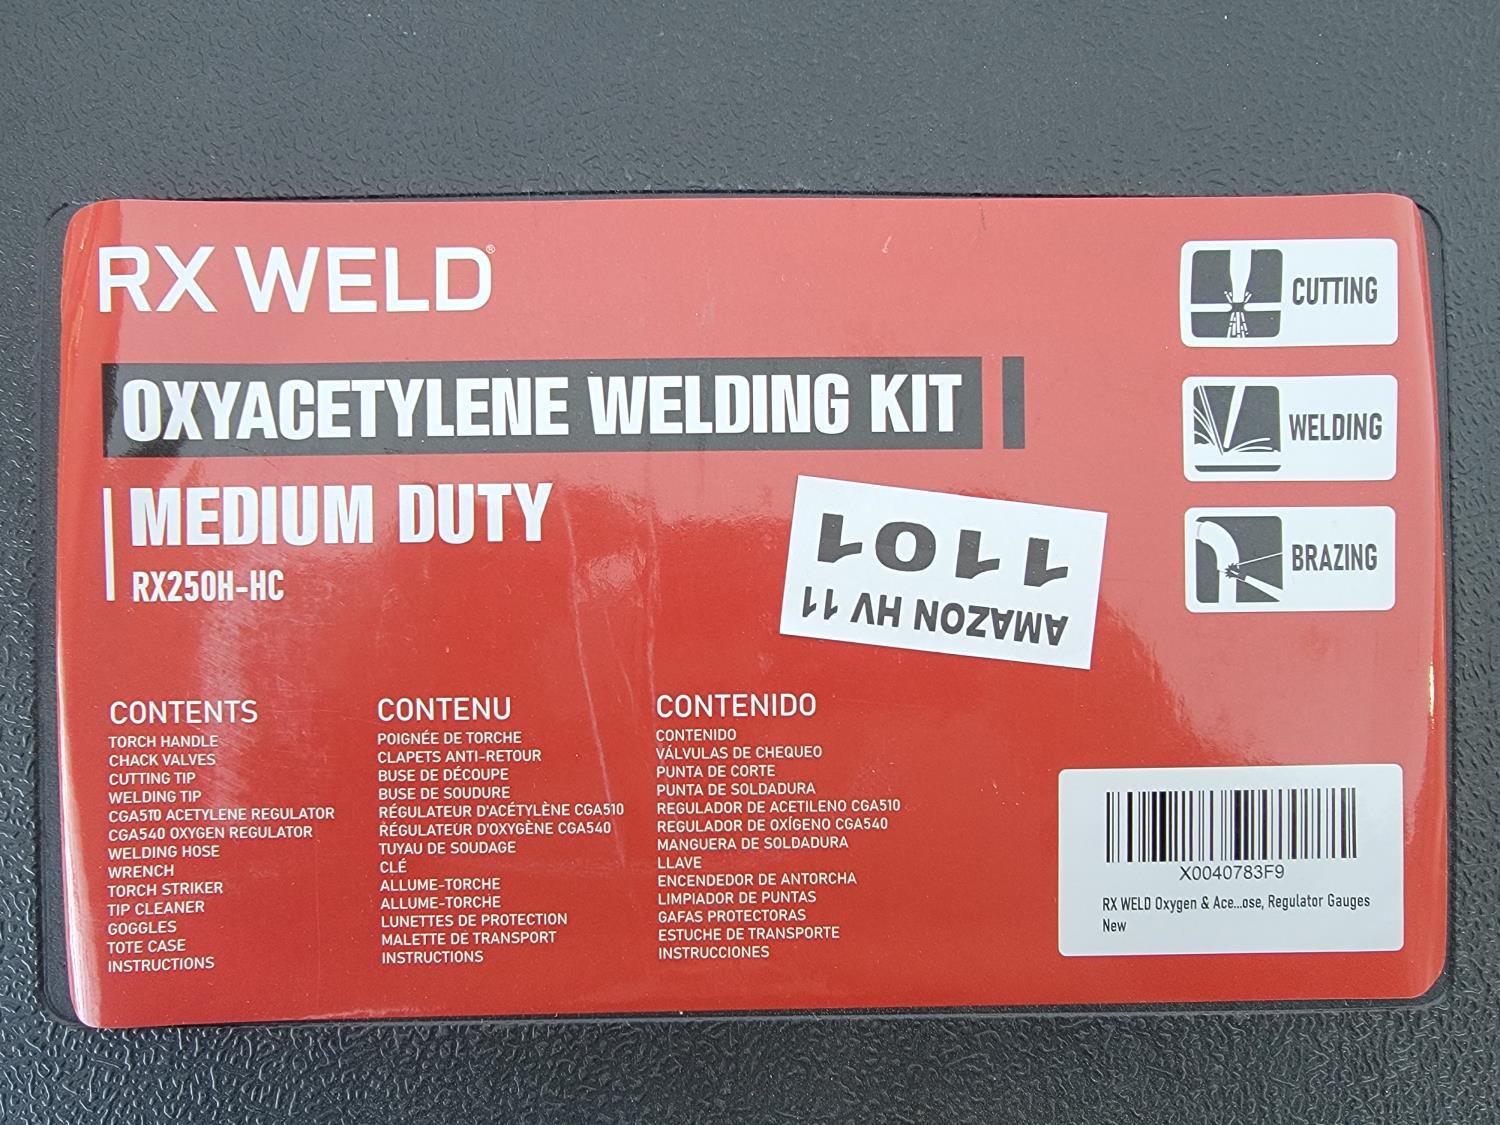 RX WELD®
OXYACETYLENE WELDING KIT
MEDIUM DUTY
RX250H-HC
CUTTING
WELDING
BRAZING
1101
AMAZON HV 11
CONTENTS
TORCH HANDLE
CHACK VALVES
CUTTING TIP
WELDING TIP
CGA510 ACETYLENE REGULATOR
CGA540 OXYGEN REGULATOR
WELDING HOSE
WRENCH
TORCH STRIKER
TIP CLEANER
GOGGLES
TOTE CASE
INSTRUCTIONS
CONTENU
POIGNÉE DE TORCHE
CLAPETS ANTI-RETOUR
BUSE DE DÉCOUPE
BUSE DE SOUDURE
RÉGULATEUR D'ACÉTYLÈNE CGA510
RÉGULATEUR D'OXYGÈNE CGA540
TUYAU DE SOUDAGE
CLÉ
ALLUME-TORCHE
ALLUME-TORCHE
LUNETTES DE PROTECTION
MALETTE DE TRANSPORT
INSTRUCTIONS
CONTENIDO
CONTENIDO
VÁLVULAS DE CHEQUEO
PUNTA DE CORTE
PUNTA DE SOLDADURA
REGULADOR DE ACETILENO CGA510
REGULADOR DE OXÍGENO CGA540
MANGUERA DE SOLDADURA
LLAVE
ENCENDEDOR DE ANTORCHA
LIMPIADOR DE PUNTAS
GAFAS PROTECTORAS
ESTUCHE DE TRANSPORTE
INSTRUCCIONES
X0040783F9
RX WELD Oxygen & Ace...ose, Regulator Gauges
New